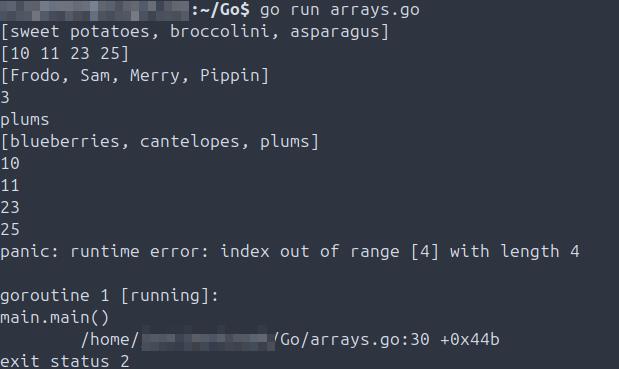 :~/Go$ go run arrays.go
[sweet potatoes, broccolini, asparagus]
[10 11 23 25]
[Frodo, Sam, Merry, Pippin]
3
plums
[blueberries, cantelopes, plums]
10
11
23
25
panic: runtime error: index out of range [4] with length 4
goroutine 1 [running]:
main.main()
/home/ /Go/arrays.go:30 +0x44b
exit status 2